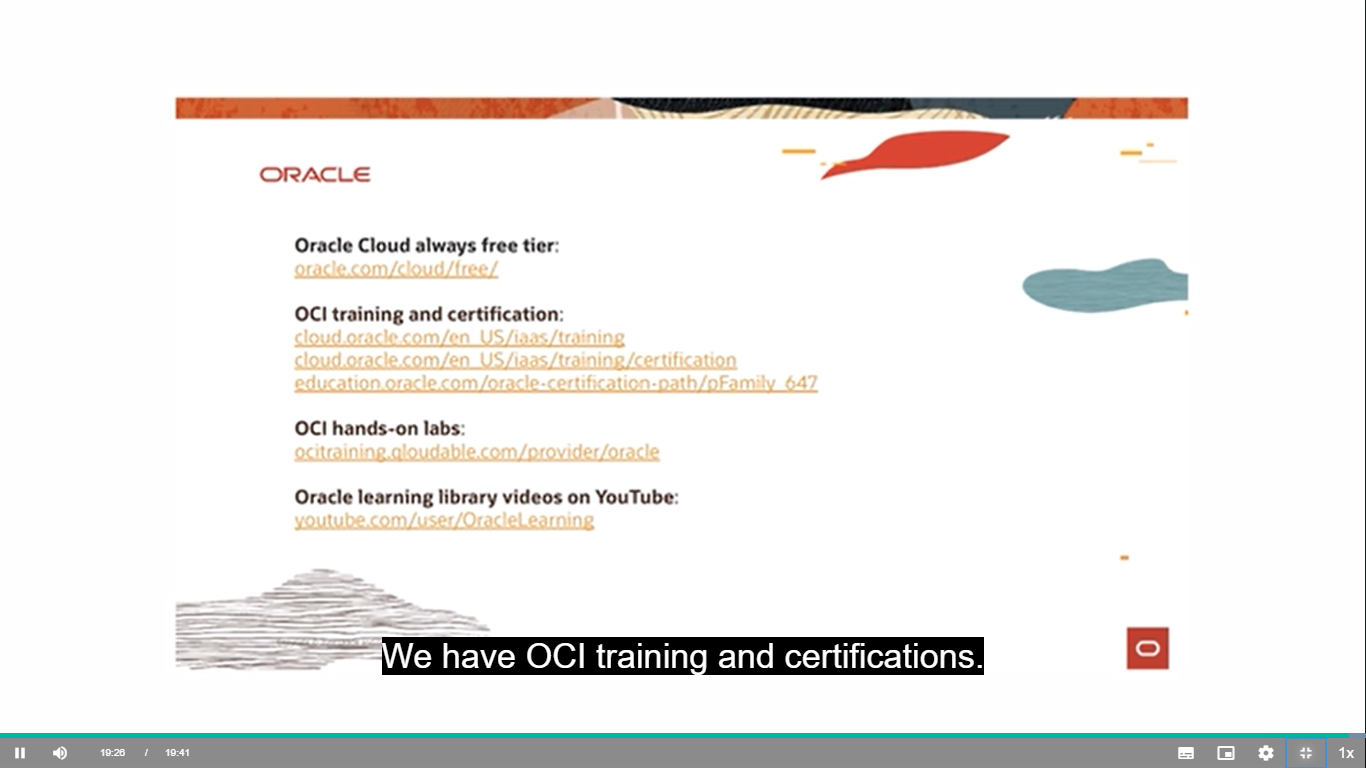 ORACLE
Oracle Cloud always free tier:
oracle.com/cloud/free/
OCI training and certification:
cloud.oracle.com/en_US/iaas/training
cloud.oracle.com/en_US/iaas/training/certification
education.oracle.com/oracle-certification-path/pFamily_647
OCI hands-on labs:
ocitraining.qloudable.com/provider/oracle
Oracle learning library videos on YouTube:
youtube.com/user/OracleLearning
We have OCI training and certifications.
19:26 / 19:41 1x